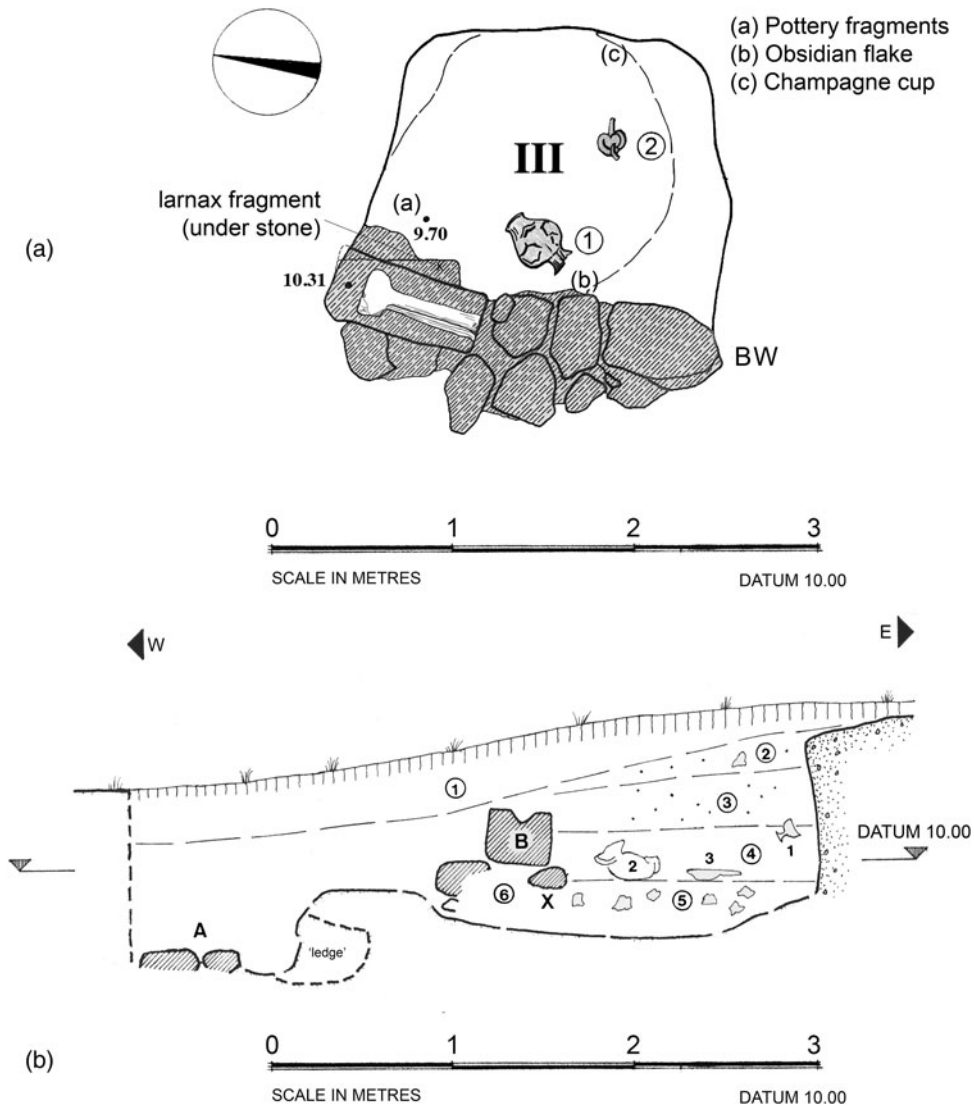 (a) Pottery fragments
(b) Obsidian flake
(c) Champagne cup
(c)
III
2
larnax fragment
(under stone)
(a)
9.70
1
(a)
10.31
x
(b)
BW
0 1 2 3
SCALE IN METRES DATUM 10.00
W E
2
1
3
DATUM 10.00
B
4 1
2 3
6 X 5
A
'ledge'
0 1 2 3
(b)
SCALE IN METRES DATUM 10.00